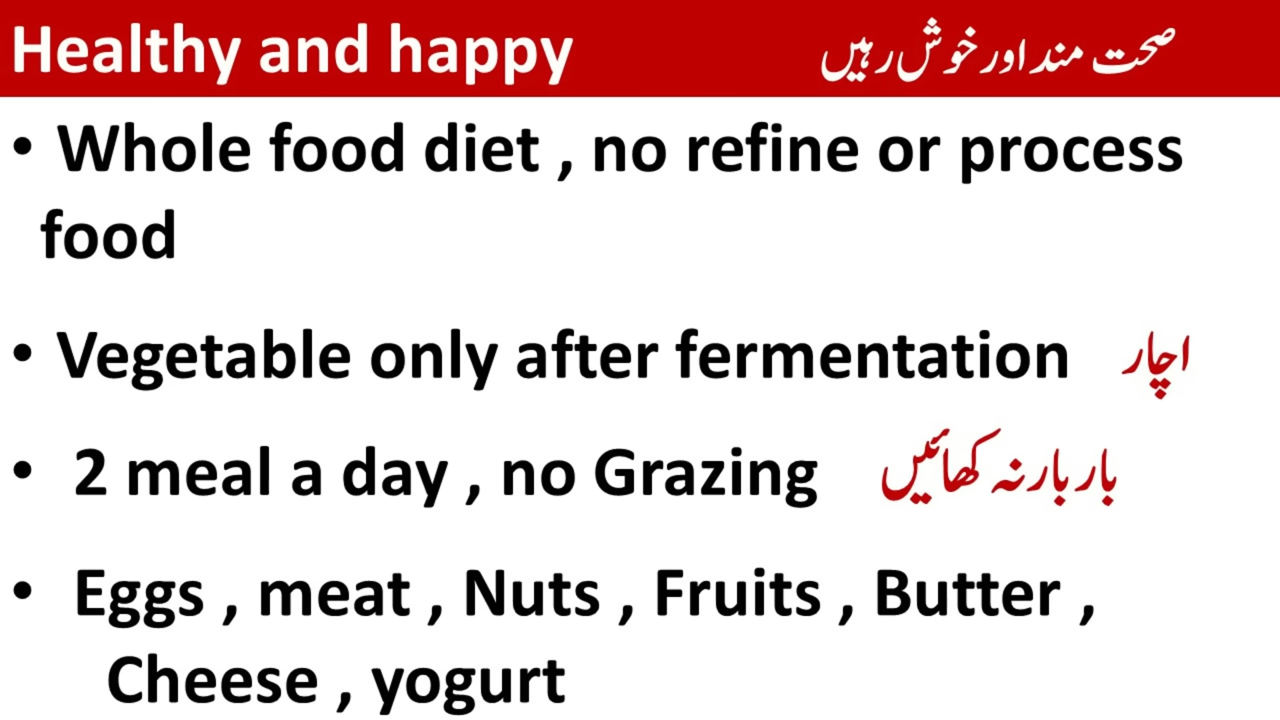 Healthy and happy صحت مند اور خوش رہیں
• Whole food diet , no refine or process
food
• Vegetable only after fermentation اچار
• 2 meal a day , no Grazing بار بار نہ کھائیں
• Eggs , meat , Nuts , Fruits , Butter ,
Cheese , yogurt